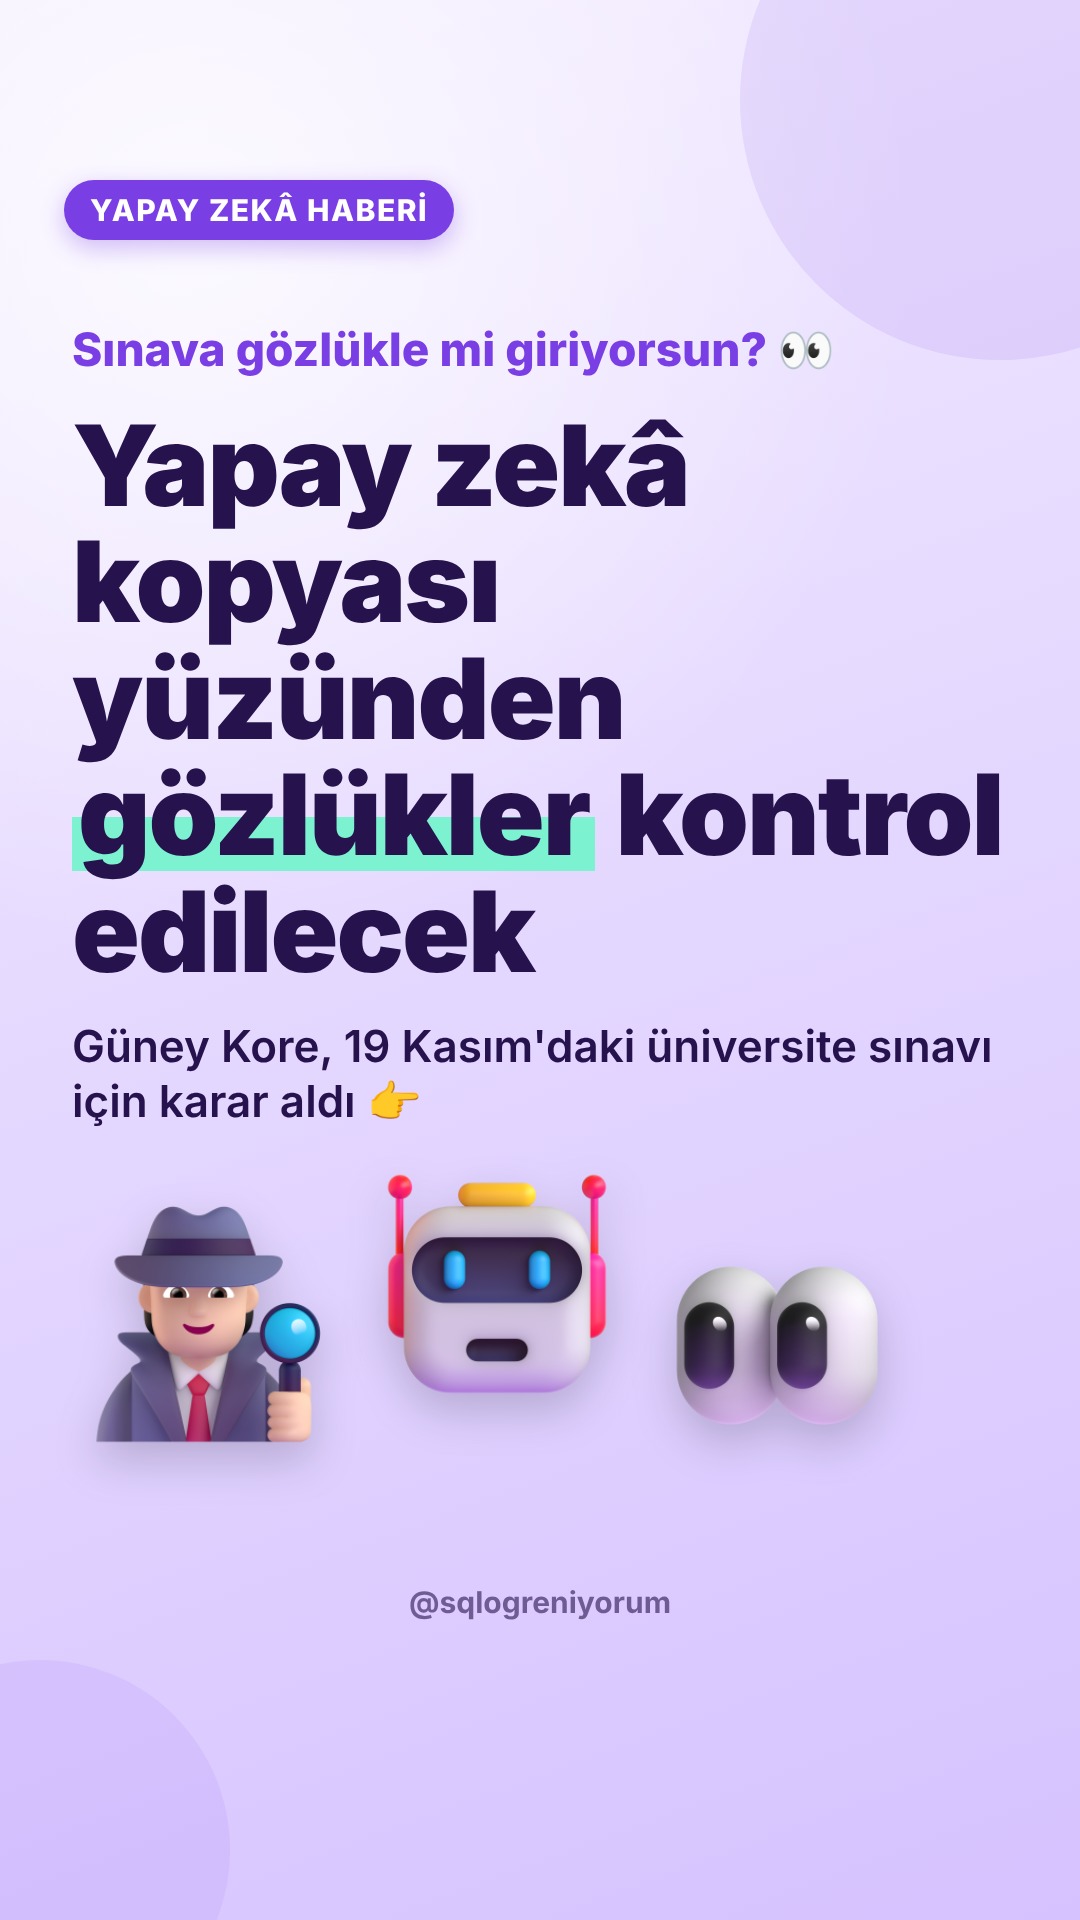 YAPAY ZEKÂ HABERİ
Sınava gözlükle mi giriyorsun? 👀
Yapay zekâ
kopyası
yüzünden
gözlükler kontrol
edilecek
Güney Kore, 19 Kasım'daki üniversite sınavı
için karar aldı 👉
@sqlogreniyorum